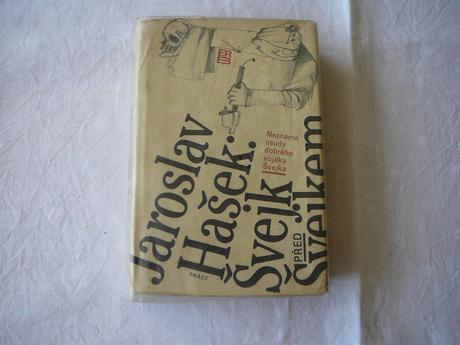 Jaroslav
Hašek:
Švejk
PŘED
Švejkem
Neznámé
osudy
dobrého
vojáka
Švejka
PRÁCE